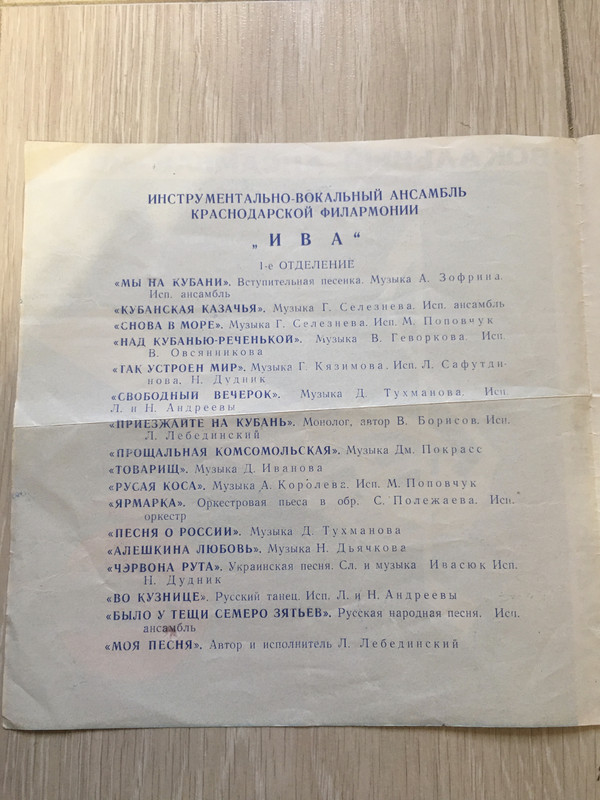 ИНСТРУМЕНТАЛЬНО-ВОКАЛЬНЫЙ АНСАМБЛЬ
КРАСНОДАРСКОЙ ФИЛАРМОНИИ
„ИВА“
1-е ОТДЕЛЕНИЕ
«МЫ НА КУБАНИ». Вступительная песенка. Музыка А. Зофрина.
Исп. ансамбль
«КУБАНСКАЯ КАЗАЧЬЯ». Музыка Г. Селезнева. Исп. ансамбль
«СНОВА В МОРЕ». Музыка Г. Селезнева. Исп. М. Поповчук
«НАД КУБАНЬЮ-РЕЧЕНЬКОЙ». Музыка В. Геворкова. Исп.
В. Овсянникова
«ТАК УСТРОЕН МИР». Музыка Г. Кязимова. Исп. Л. Сафутди-
нова, Н. Дудник
«СВОБОДНЫЙ ВЕЧЕРОК». Музыка Д. Тухманова. Исп.
Л. и Н. Андреевы
«ПРИЕЗЖАЙТЕ НА КУБАНЬ». Монолог, автор В. Борисов. Исп.
Л. Лебединский
«ПРОЩАЛЬНАЯ КОМСОМОЛЬСКАЯ». Музыка Дм. Покрасс
«ТОВАРИЩ». Музыка Д. Иванова
«РУСАЯ КОСА». Музыка А. Королева. Исп. М. Поповчук
«ЯРМАРКА». Оркестровая пьеса в обр. С. Полежаева. Исп.
оркестр
«ПЕСНЯ О РОССИИ». Музыка Д. Тухманова
«АЛЕШКИНА ЛЮБОВЬ». Музыка Н. Дьячкова
«ЧЭРВОНА РУТА». Украинская песня. Сл. и музыка Ивасюк Исп.
Н. Дудник
«ВО КУЗНИЦЕ». Русский танец. Исп. Л. и Н. Андреевы
«БЫЛО У ТЕЩИ СЕМЕРО ЗЯТЬЕВ». Русская народная песня. Исп.
ансамбль
«МОЯ ПЕСНЯ». Автор и исполнитель Л. Лебединский